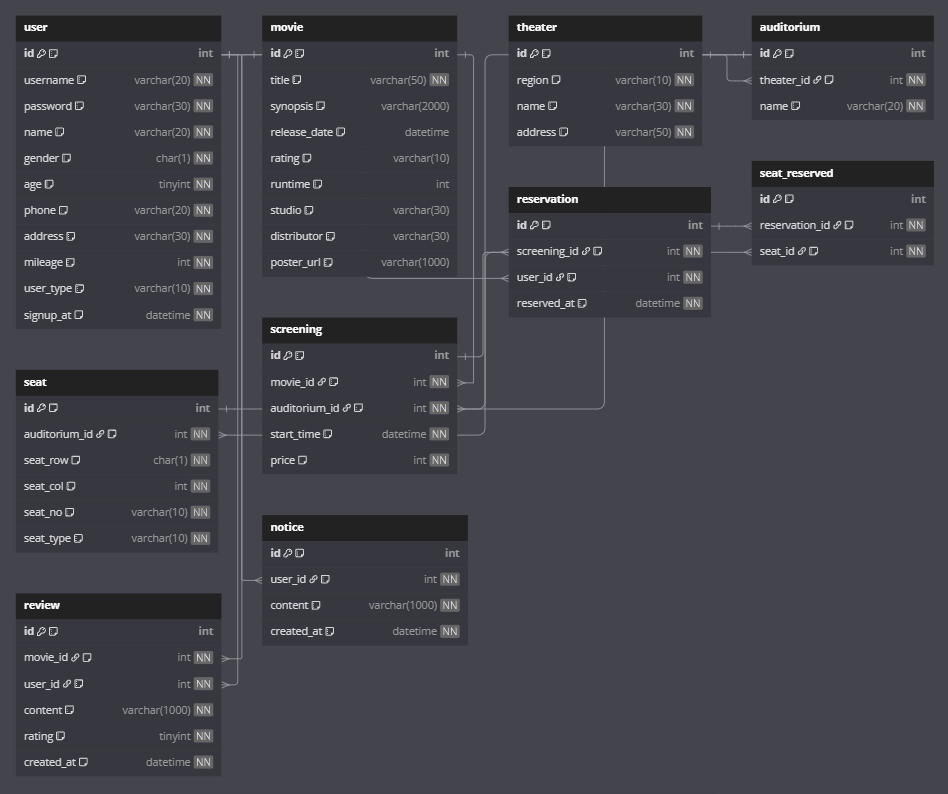 user
id int
username varchar(20) NN
password varchar(30) NN
name varchar(20) NN
gender char(1) NN
age tinyint NN
phone varchar(20) NN
address varchar(30) NN
mileage int NN
user_type varchar(10) NN
signup_at datetime NN
movie
id int
title varchar(50) NN
synopsis varchar(2000)
release_date datetime
rating varchar(10)
runtime int
studio varchar(30)
distributor varchar(30)
poster_url varchar(1000)
theater
id int
region varchar(10) NN
name varchar(30) NN
address varchar(50) NN
auditorium
id int
theater_id int NN
name varchar(20) NN
seat_reserved
id int
reservation_id int NN
seat_id int NN
reservation
id int
screening_id int NN
user_id int NN
reserved_at datetime NN
screening
id int
movie_id int NN
auditorium_id int NN
start_time datetime NN
price int NN
seat
id int
auditorium_id int NN
seat_row char(1) NN
seat_col int NN
seat_no varchar(10) NN
seat_type varchar(10) NN
notice
id int
user_id int NN
content varchar(1000) NN
created_at datetime NN
review
id int
movie_id int NN
user_id int NN
content varchar(1000) NN
rating tinyint NN
created_at datetime NN